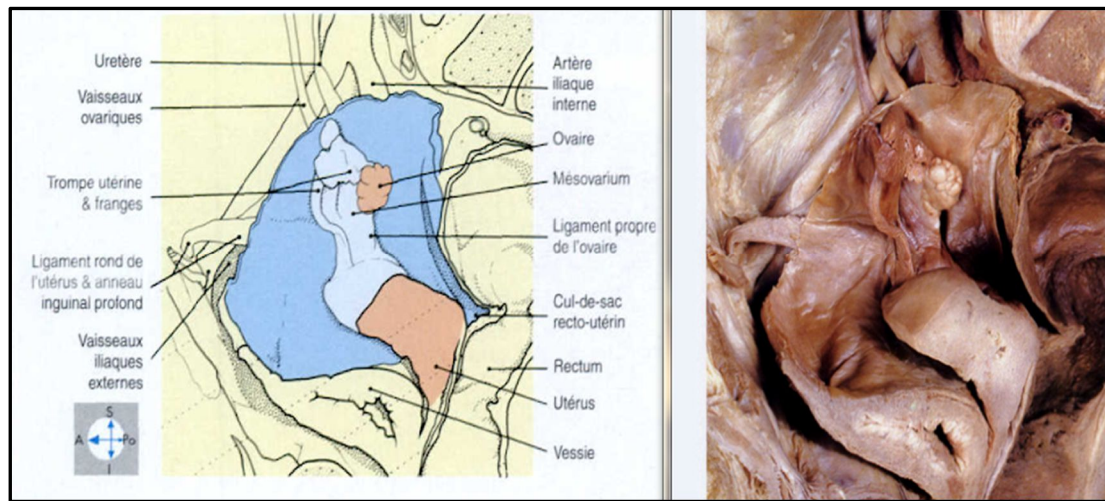 Uretère
Vaisseaux
ovariques
Trompe utérine
& franges
Ligament rond de
l'utérus & anneau
inguinal profond
Vaisseaux
iliaques
externes
S
A
Po
I
Artère
iliaque
interne
Ovaire
Mésovarium
Ligament propre
de l'ovaire
Cul-de-sac
recto-utérin
Rectum
Utérus
Vessie